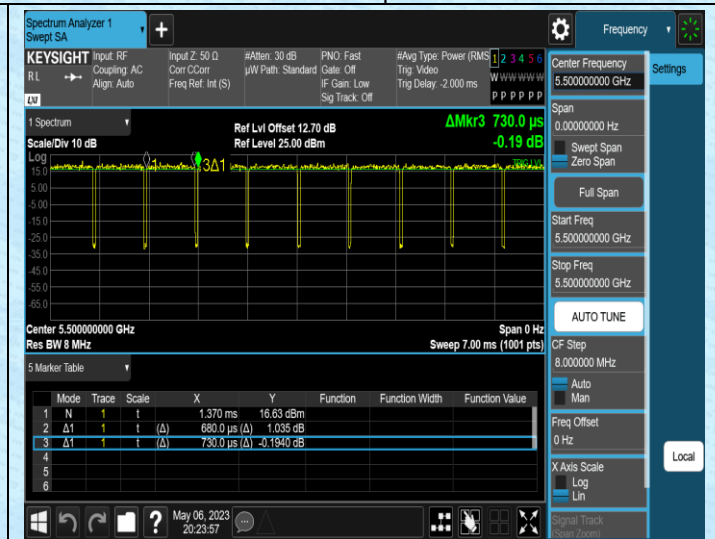 Spectrum Analyzer 1
Swept SA
+
Frequency
KEYSIGHT
RL
LXI
Input: RF
Coupling: AC
Align: Auto
Input Z: 50 Ω
Corr CCorr
Freq Ref: Int (S)
#Atten: 30 dB
µW Path: Standard
PNO: Fast
Gate: Off
IF Gain: Low
Sig Track: Off
#Avg Type: Power (RMS
Trig: Video
Trig Delay: -2.000 ms
1 2 3 4 5 6
W W W W W W
P P P P P P
1 Spectrum
Scale/Div 10 dB
Ref Lvl Offset 12.70 dB
Ref Level 25.00 dBm
ΔMkr3 730.0 µs
-0.19 dB
Log
15.0
5.00
-5.00
-15.0
-25.0
-35.0
-45.0
-55.0
-65.0
1
3Δ1
TRIG LVL
Center 5.500000000 GHz
Res BW 8 MHz
Span 0 Hz
Sweep 7.00 ms (1001 pts)
5 Marker Table
Mode Trace Scale X Y Function Function Width Function Value
1 N 1 t 1.370 ms 16.63 dBm
2 Δ1 1 t (Δ) 680.0 µs (Δ) 1.035 dB
3 Δ1 1 t (Δ) 730.0 µs (Δ) -0.1940 dB
4
5
6
?
May 06, 2023
20:23:57
Center Frequency
5.500000000 GHz
Span
0.00000000 Hz
Swept Span
Zero Span
Full Span
Start Freq
5.500000000 GHz
Stop Freq
5.500000000 GHz
AUTO TUNE
CF Step
8.000000 MHz
Auto
Man
Freq Offset
0 Hz
X Axis Scale
Log
Lin
Signal Track
(Span Zoom)
Settings
Local